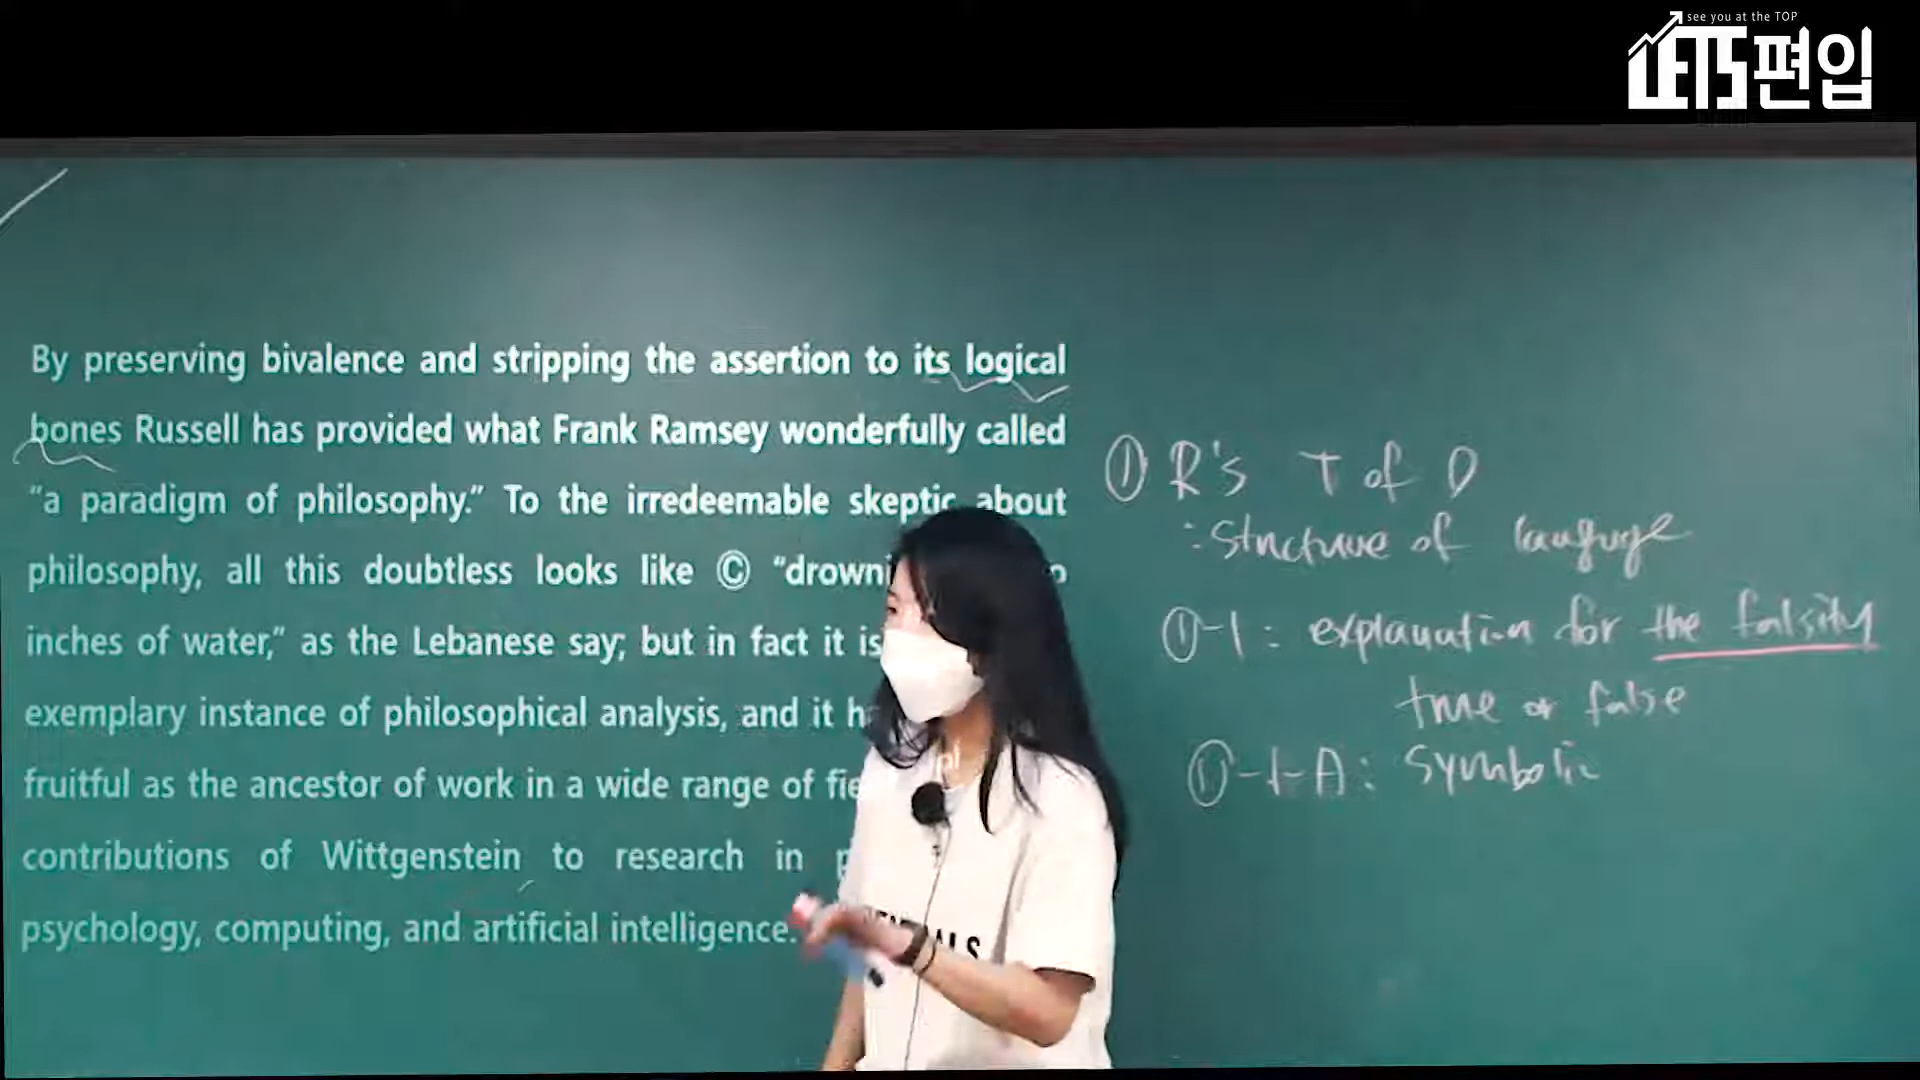 see you at the TOP
LETS편입
By preserving bivalence and stripping the assertion to its logical
bones Russell has provided what Frank Ramsey wonderfully called
“a paradigm of philosophy.” To the irredeemable skeptic about
philosophy, all this doubtless looks like Ⓒ “drowni o
inches of water,” as the Lebanese say; but in fact it is
exemplary instance of philosophical analysis, and it h
fruitful as the ancestor of work in a wide range of fie
contributions of Wittgenstein to research in p
psychology, computing, and artificial intelligence.
① R's T of D
: structure of language
①-1 : explanation for the falsity
true or false
①-1-A : symbolic